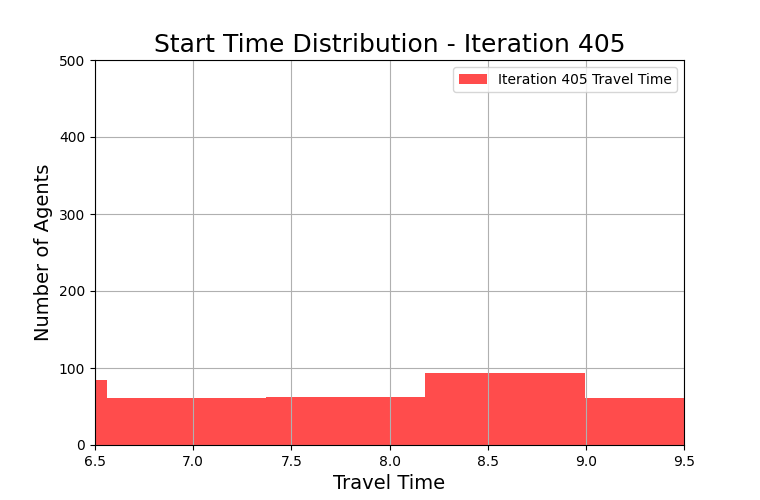 Start Time Distribution - Iteration 405
500
400
300
200
100
0
Number of Agents
Iteration 405 Travel Time
6.5 7.0 7.5 8.0 8.5 9.0 9.5
Travel Time